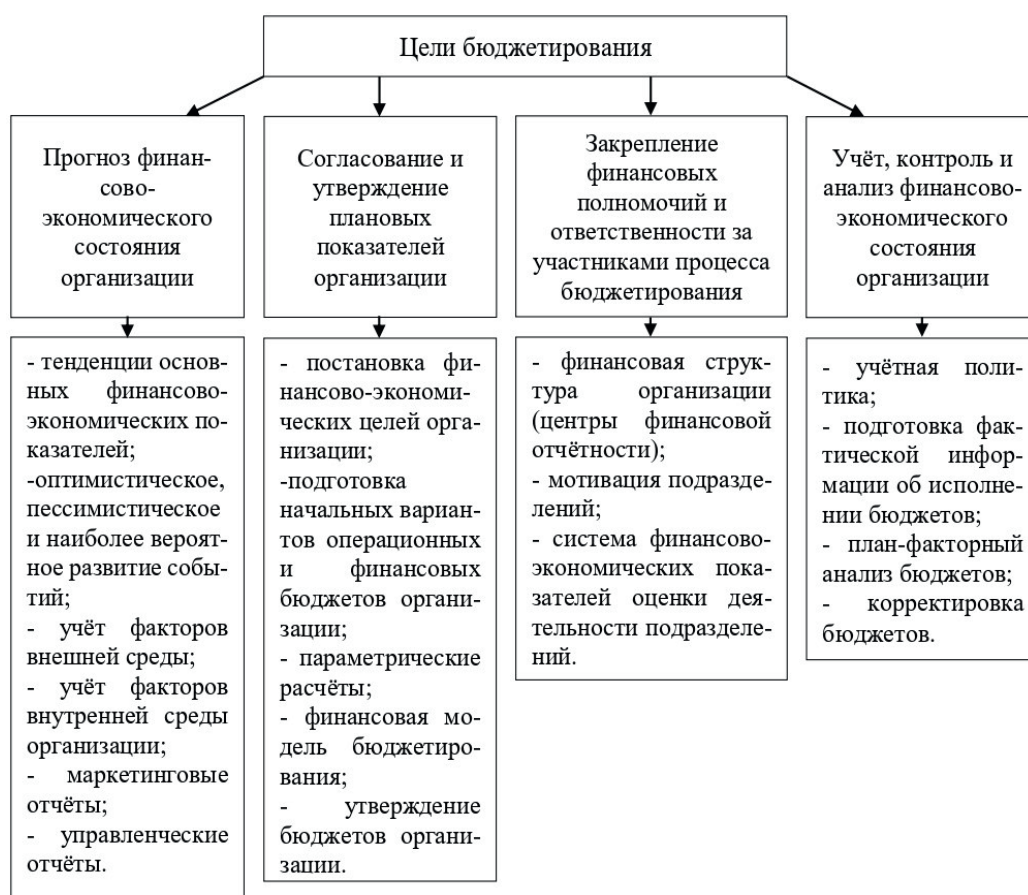 Цели бюджетирования
Прогноз финан-
сово-
экономического
состояния
организации
Согласование и
утверждение
плановых
показателей
организации
Закрепление
финансовых
полномочий и
ответственности за
участниками процесса
бюджетирования
Учёт, контроль и
анализ финансово-
экономического
состояния
организации
- тенденции основ-
ных финансово-
экономических по-
казателей;
-оптимистическое,
пессимистическое
и наиболее вероят-
ное развитие собы-
тий;
- учёт факторов
внешней среды;
- учёт факторов
внутренней среды
организации;
- маркетинговые
отчёты;
- управленческие
отчёты.
- постановка фи-
нансово-экономи-
ческих целей орга-
низации;
-подготовка
начальных вариан-
тов операционных
и финансовых
бюджетов органи-
зации;
- параметрические
расчёты;
- финансовая мо-
дель бюджетиро-
вания;
- утверждение
бюджетов органи-
зации.
- финансовая струк-
тура организации
(центры финансовой
отчётности);
- мотивация подразде-
лений;
- система финансово-
экономических пока-
зателей оценки дея-
тельности подразделе-
ний.
- учётная поли-
тика;
- подготовка фак-
тической инфор-
мации об исполне-
нии бюджетов;
- план-факторный
анализ бюджетов;
- корректировка
бюджетов.